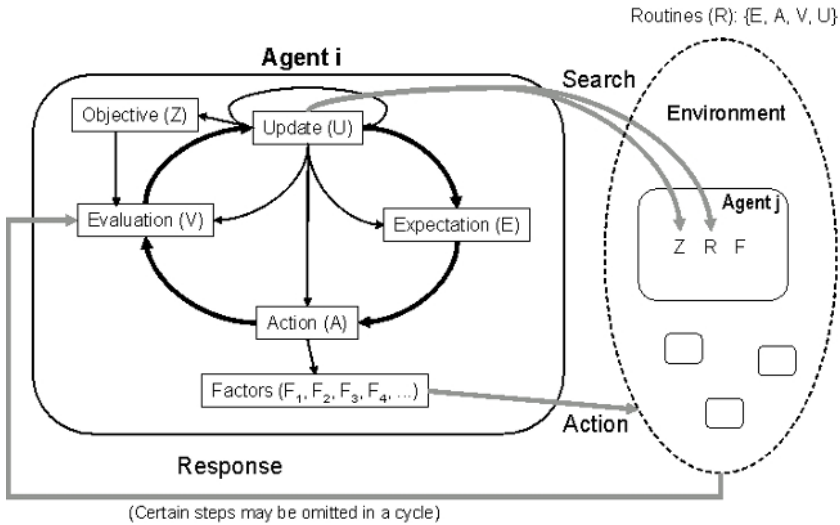 Routines (R): {E, A, V, U}
Agent i
Search
Objective (Z)
Update (U)
Environment
Agent j
Evaluation (V)
Expectation (E)
Z R F
Action (A)
Factors (F1, F2, F3, F4, ...)
Action
Response
(Certain steps may be omitted in a cycle)